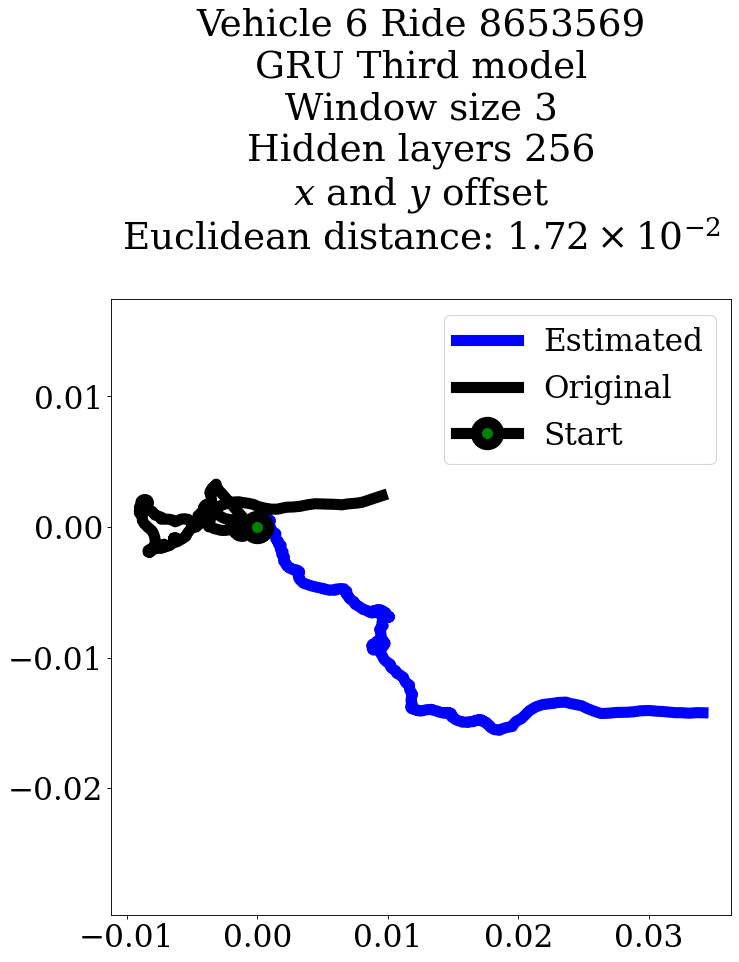 Vehicle 6 Ride 8653569
GRU Third model
Window size 3
Hidden layers 256
x and y offset
Euclidean distance: 1.72 × 10⁻²
Estimated
Original
Start
0.01
0.00
−0.01
−0.02
−0.01 0.00 0.01 0.02 0.03